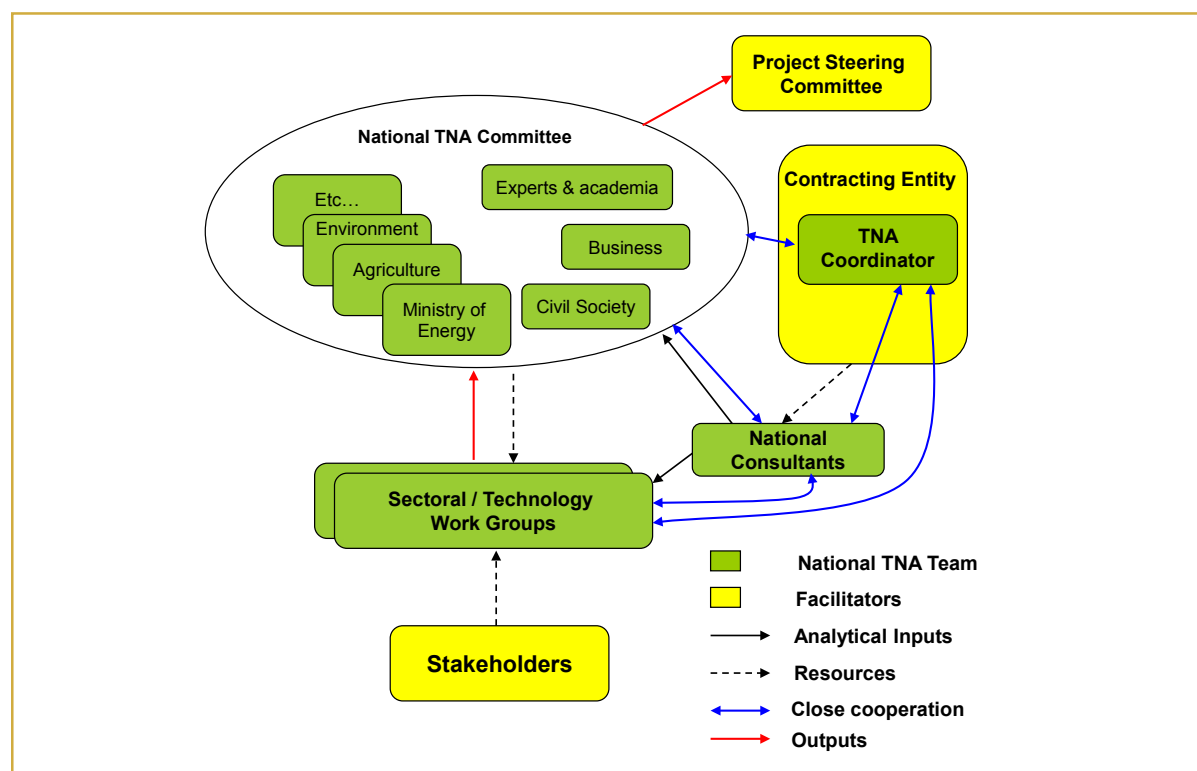 Project Steering
Committee
National TNA Committee
Contracting Entity
Experts & academia
Etc…
Environment
TNA
Coordinator
Business
Agriculture
Ministry of
Energy
Civil Society
National
Consultants
Sectoral / Technology
Work Groups
National TNA Team
Facilitators
Analytical Inputs
Stakeholders
Resources
Close cooperation
Outputs